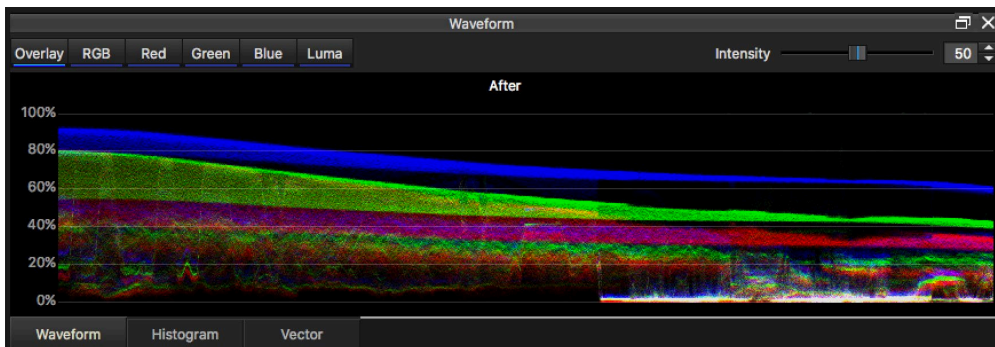 Waveform
Overlay RGB Red Green Blue Luma Intensity 50
After
100%
80%
60%
40%
20%
0%
Waveform Histogram Vector